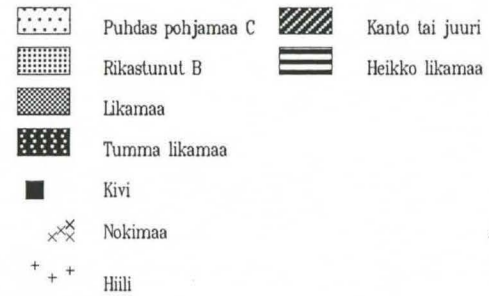 Puhdas pohjamaa C
Rikastunut B
Likamaa
Tumma likamaa
Kivi
Nokimaa
Hiili
Kanto tai juuri
Heikko likamaa